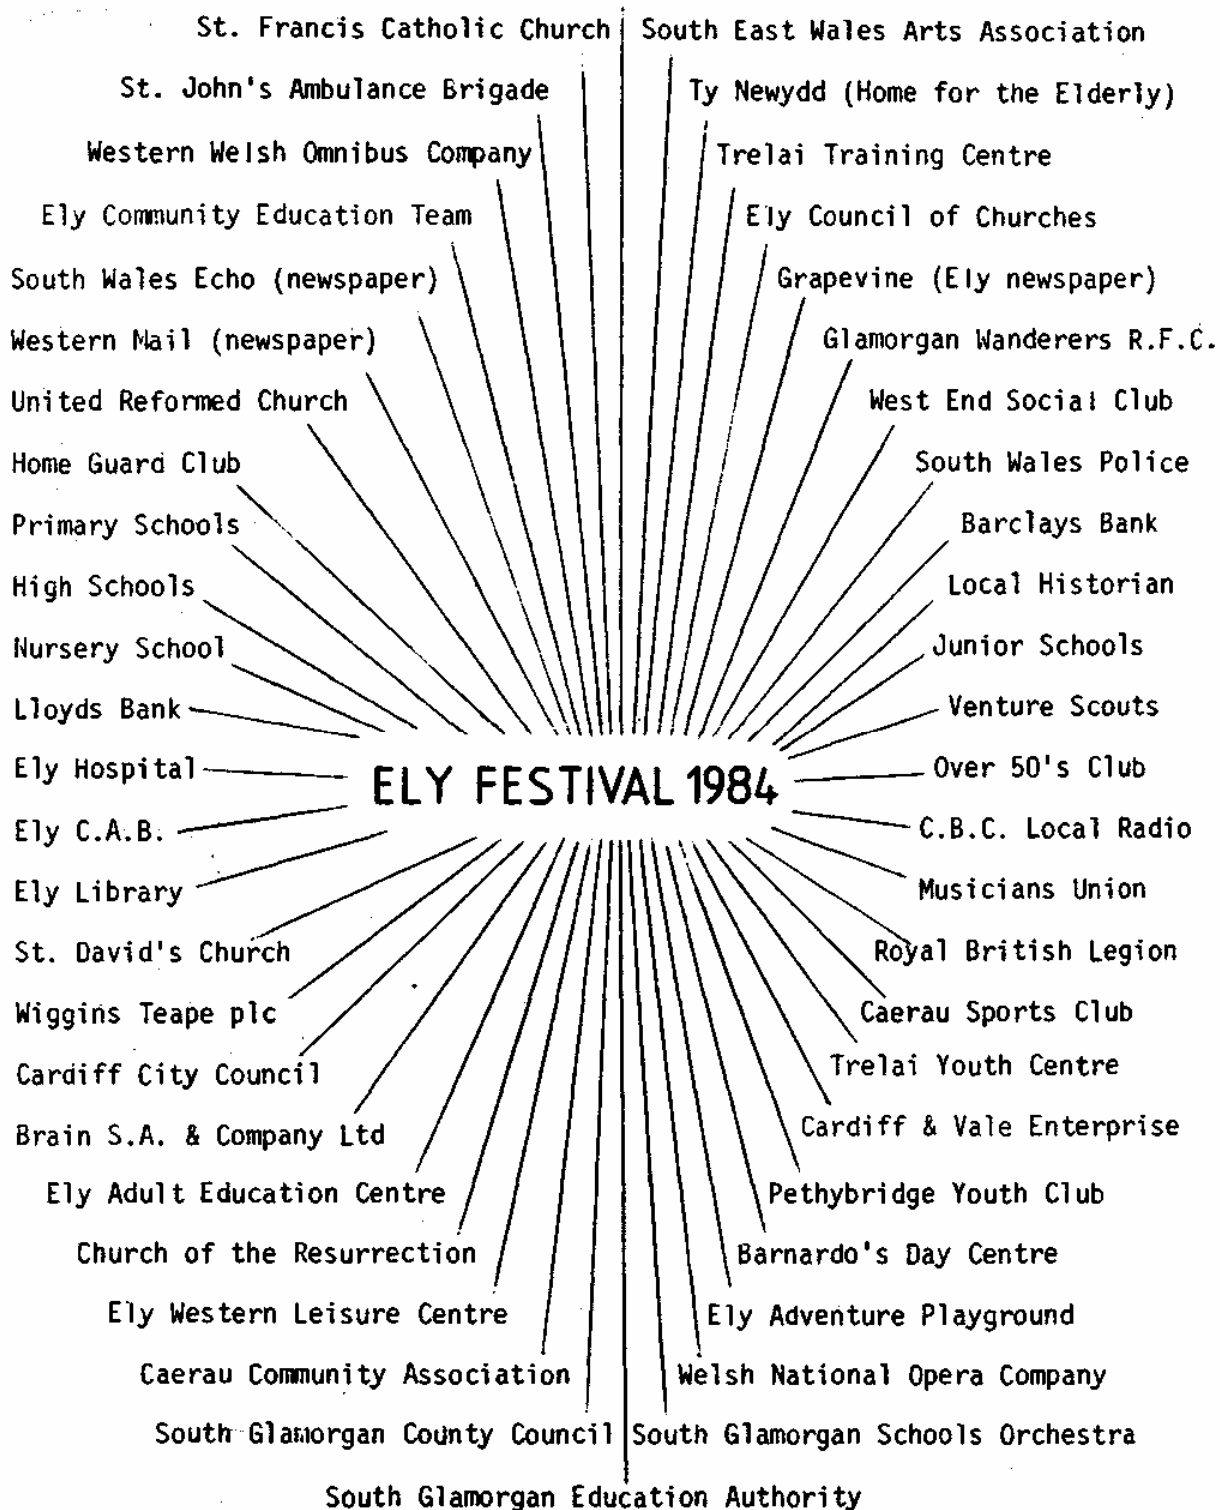 St. Francis Catholic Church
South East Wales Arts Association
St. John's Ambulance Brigade
Ty Newydd (Home for the Elderly)
Western Welsh Omnibus Company
Trelai Training Centre
Ely Community Education Team
Ely Council of Churches
South Wales Echo (newspaper)
Grapevine (Ely newspaper)
Western Mail (newspaper)
Glamorgan Wanderers R.F.C.
United Reformed Church
West End Social Club
Home Guard Club
South Wales Police
Primary Schools
Barclays Bank
High Schools
Local Historian
Nursery School
Junior Schools
Lloyds Bank
Venture Scouts
Ely Hospital
ELY FESTIVAL 1984
Over 50's Club
Ely C.A.B.
C.B.C. Local Radio
Ely Library
Musicians Union
St. David's Church
Royal British Legion
Wiggins Teape plc
Caerau Sports Club
Cardiff City Council
Trelai Youth Centre
Brain S.A. & Company Ltd
Cardiff & Vale Enterprise
Ely Adult Education Centre
Pethybridge Youth Club
Church of the Resurrection
Barnardo's Day Centre
Ely Western Leisure Centre
Ely Adventure Playground
Caerau Community Association
Welsh National Opera Company
South Glamorgan County Council
South Glamorgan Schools Orchestra
South Glamorgan Education Authority